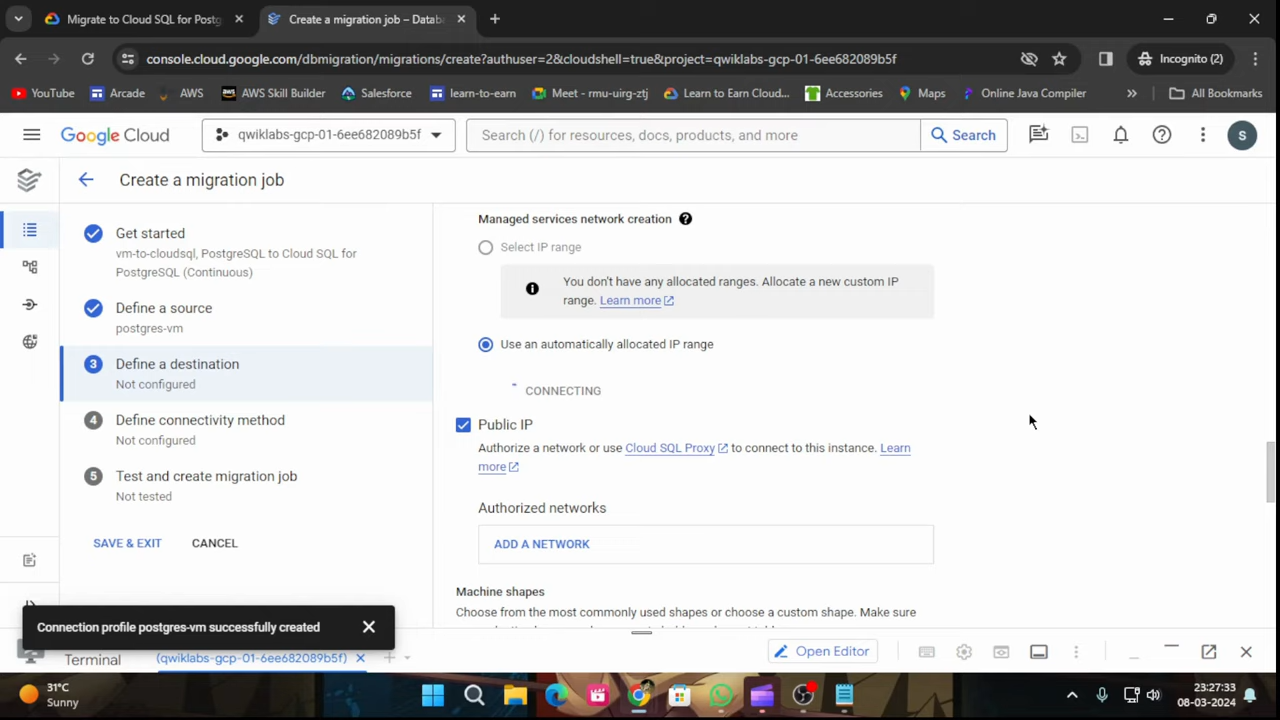 Migrate to Cloud SQL for Postg
Create a migration job – Datab
console.cloud.google.com/dbmigration/migrations/create?authuser=2&cloudshell=true&project=qwiklabs-gcp-01-6ee682089b5f
Incognito (2)
YouTube
Arcade
AWS
AWS Skill Builder
Salesforce
learn-to-earn
Meet - rmu-uirg-ztj
Learn to Earn Cloud...
Accessories
Maps
Online Java Compiler
All Bookmarks
Google Cloud
qwiklabs-gcp-01-6ee682089b5f
Search (/) for resources, docs, products, and more
Search
S
Create a migration job
Get started
vm-to-cloudsql, PostgreSQL to Cloud SQL for
PostgreSQL (Continuous)
Define a source
postgres-vm
3
Define a destination
Not configured
4
Define connectivity method
Not configured
5
Test and create migration job
Not tested
SAVE & EXIT
CANCEL
Managed services network creation
Select IP range
You don't have any allocated ranges. Allocate a new custom IP
range. Learn more
Use an automatically allocated IP range
CONNECTING
Public IP
Authorize a network or use Cloud SQL Proxy to connect to this instance. Learn
more
Authorized networks
ADD A NETWORK
Machine shapes
Choose from the most commonly used shapes or choose a custom shape. Make sure
Connection profile postgres-vm successfully created
Terminal
(qwiklabs-gcp-01-6ee682089b5f)
Open Editor
31°C
Sunny
23:27:33
08-03-2024